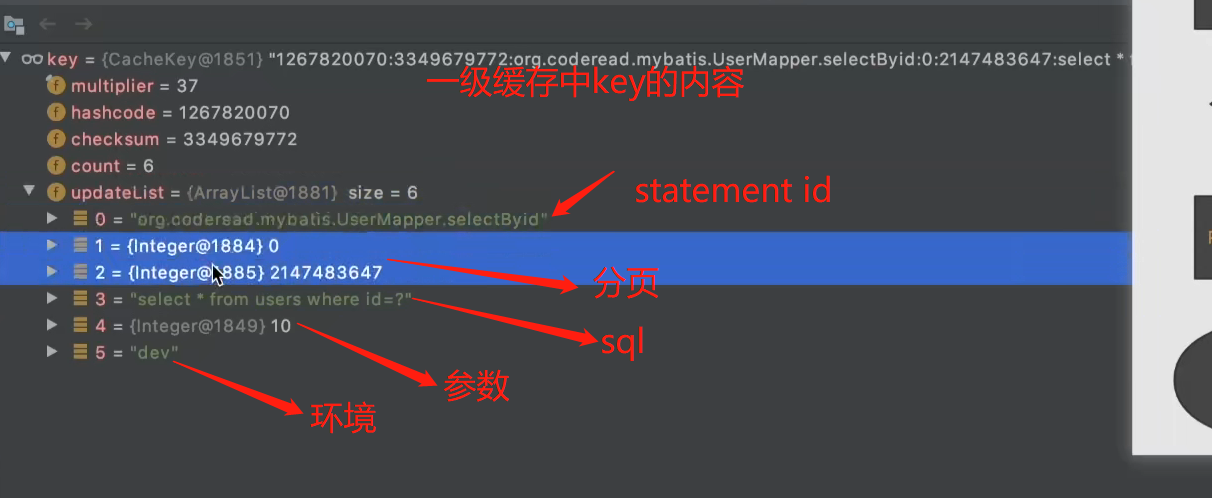 key = {CacheKey@1851} "1267820070:3349679772:org.coderead.mybatis.UserMapper.selectByid:0:2147483647:select *
一级缓存中key的内容
multiplier = 37
hashcode = 1267820070
checksum = 3349679772
count = 6
updateList = {ArrayList@1881} size = 6
statement id
0 = "org.coderead.mybatis.UserMapper.selectByid"
1 = {Integer@1884} 0
2 = {Integer@1885} 2147483647
分页
3 = "select * from users where id=?"
sql
4 = {Integer@1849} 10
参数
5 = "dev"
环境